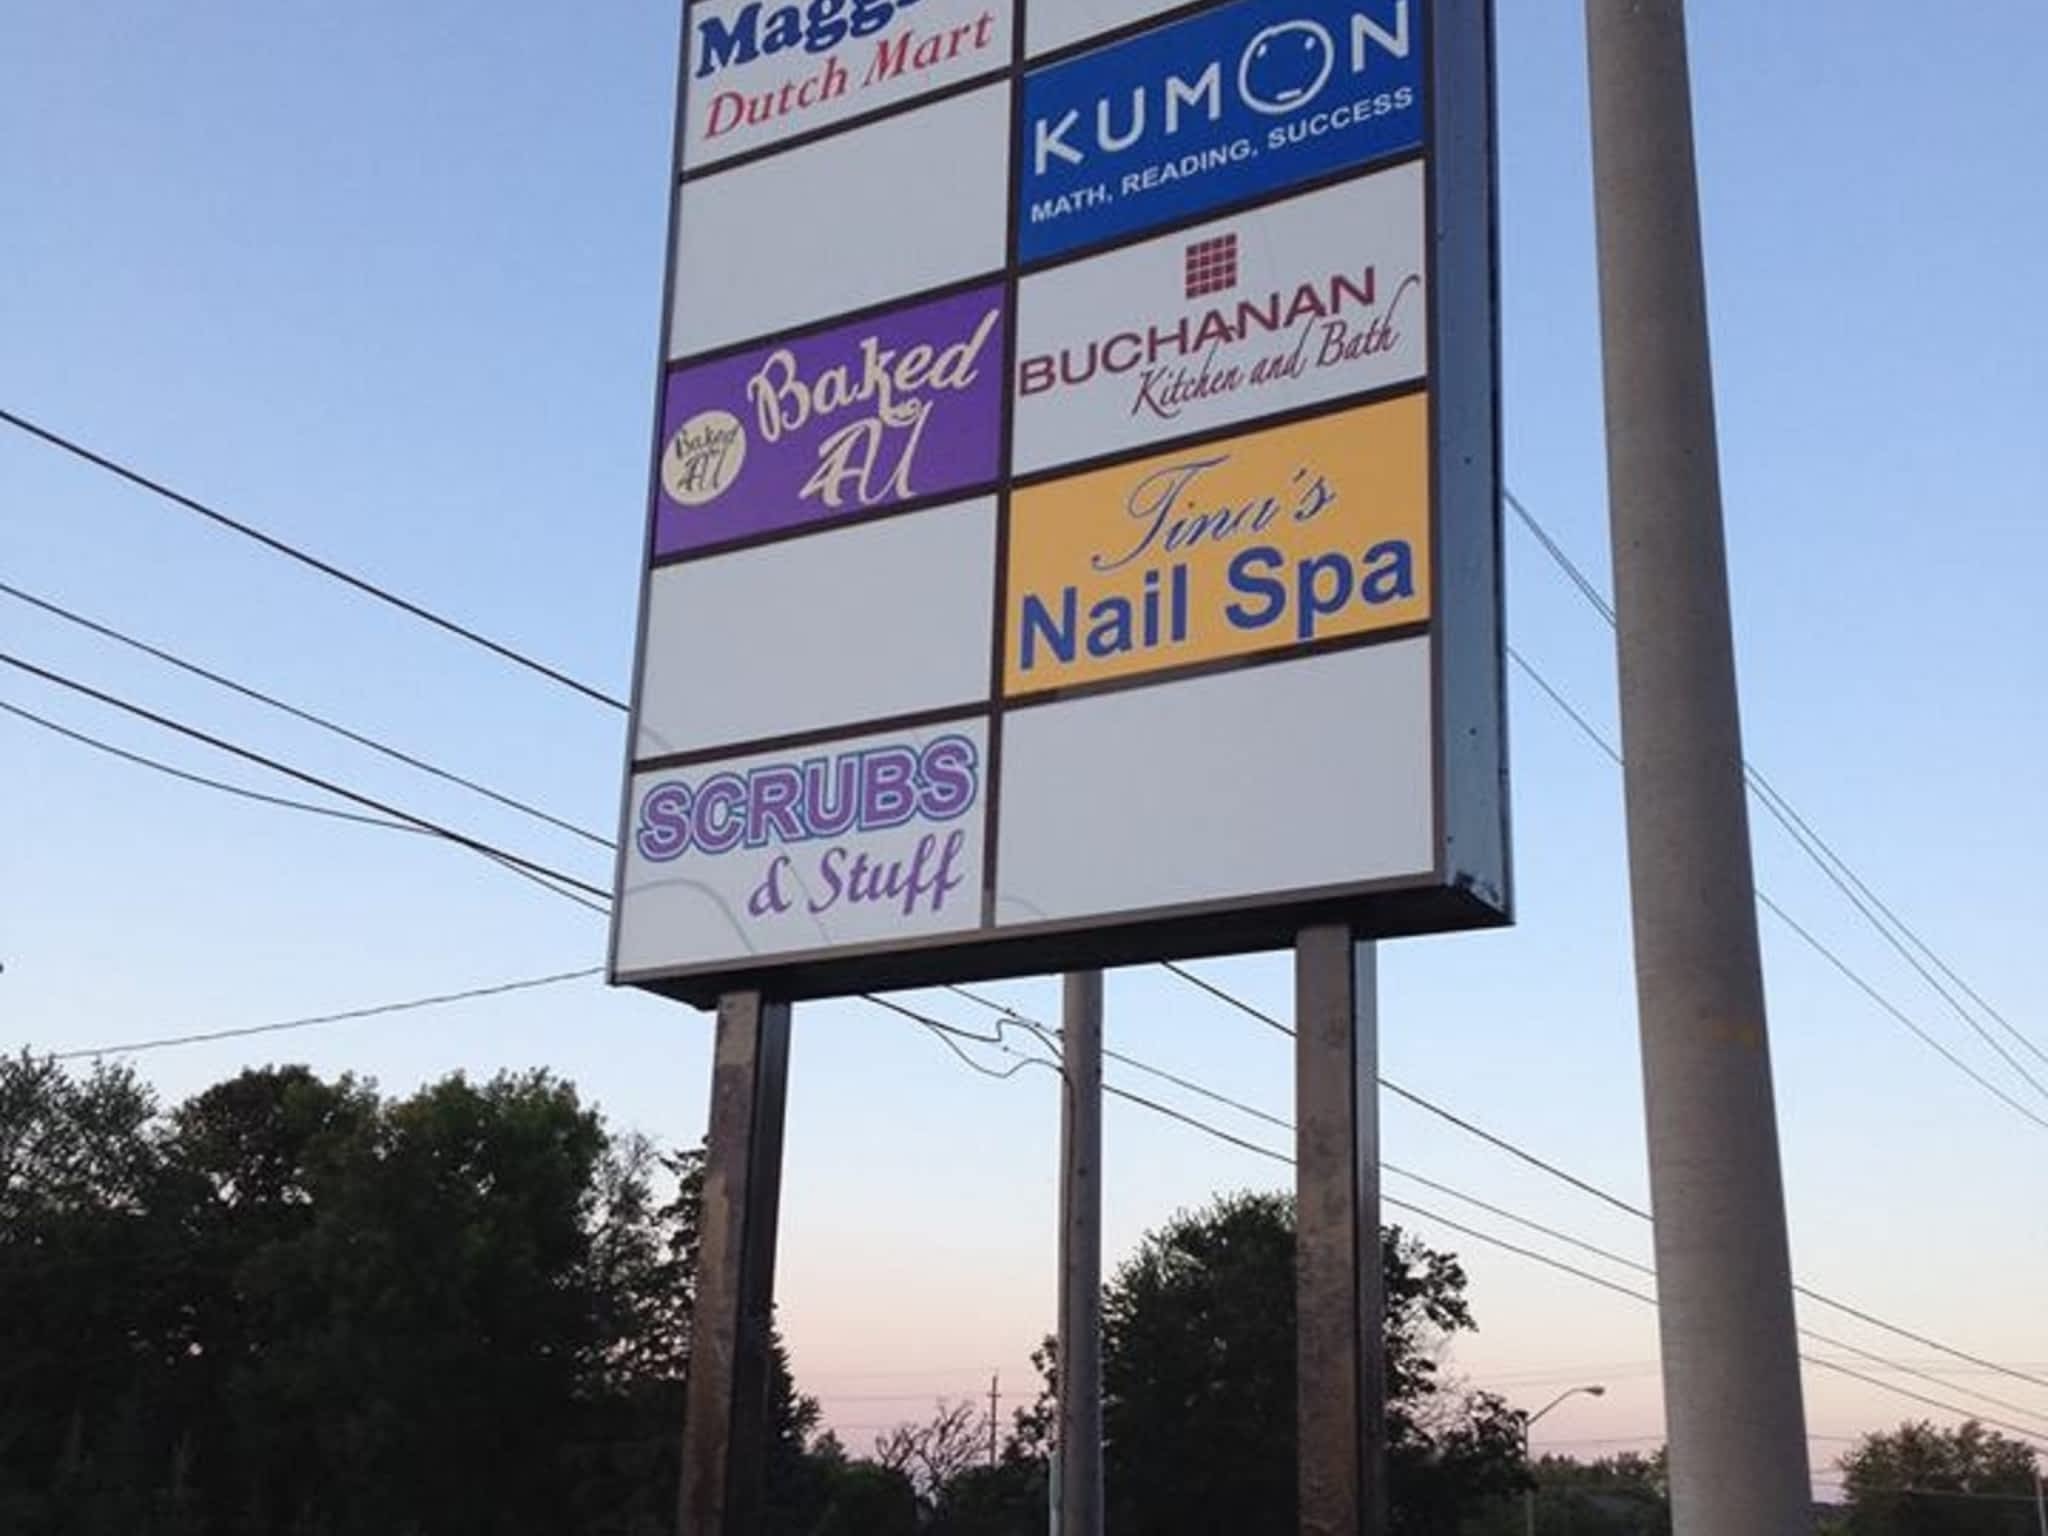 Dutch Mart
KUMON
MATH, READING, SUCCESS
BUCHANAN
Kitchen and Bath
Baked
4U
Baked
4U
Tina's
Nail Spa
SCRUBS
& Stuff